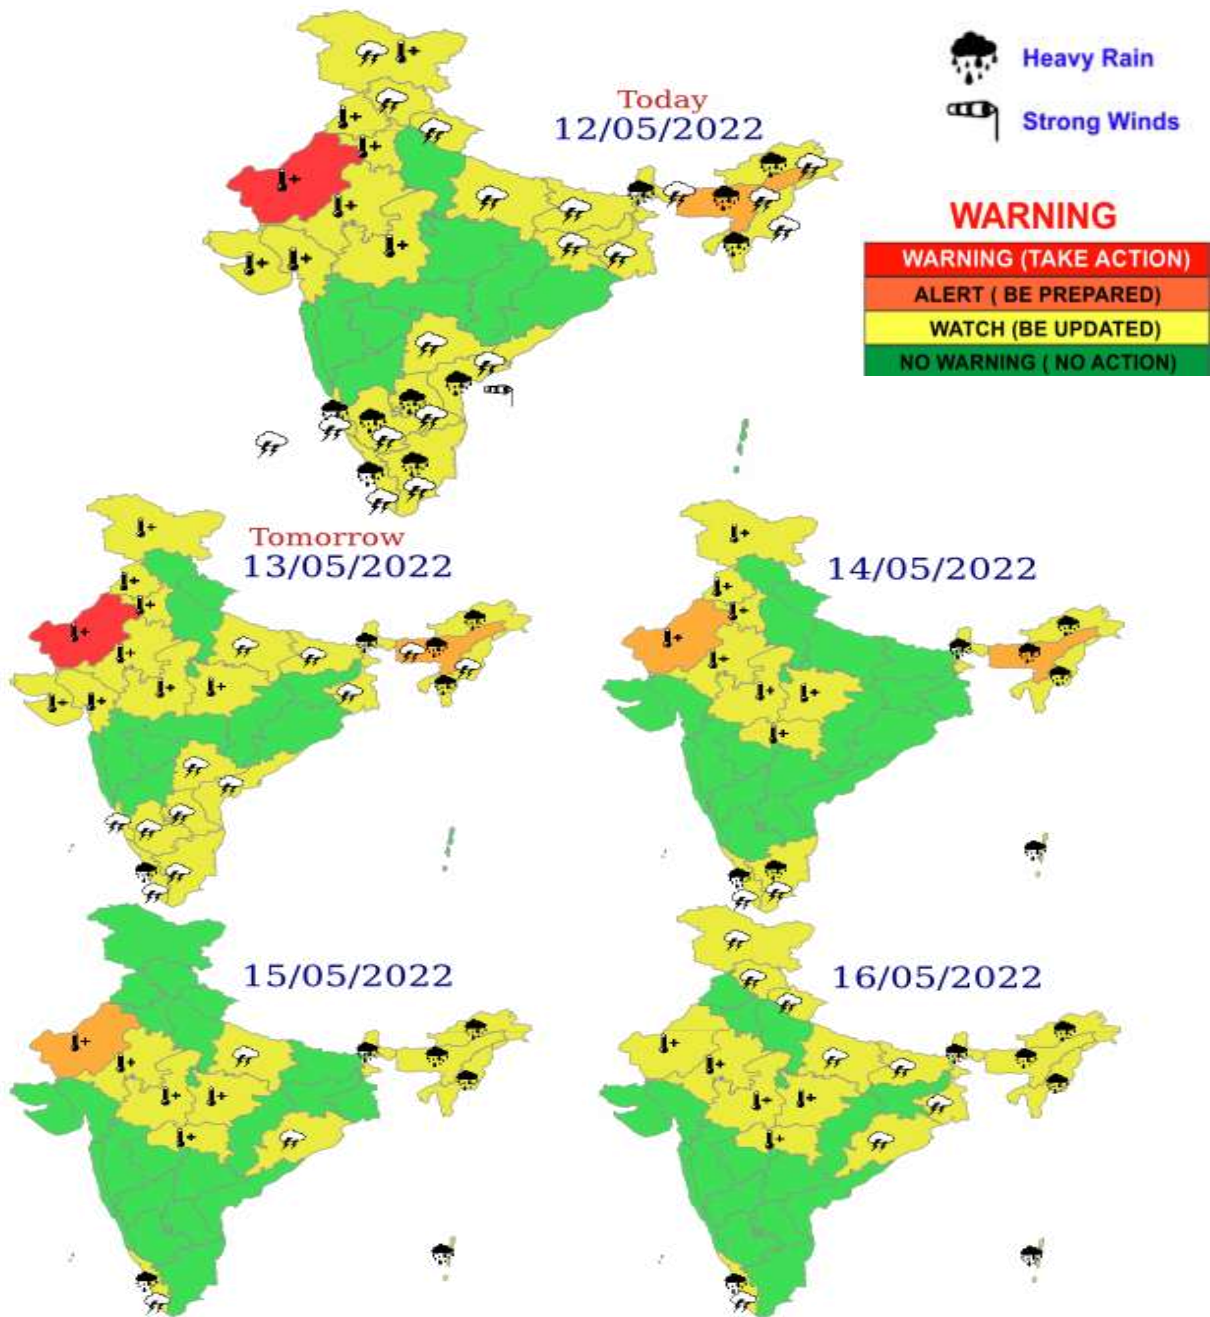 Heavy Rain
Today
12/05/2022
Strong Winds
WARNING
WARNING (TAKE ACTION)
ALERT ( BE PREPARED)
WATCH (BE UPDATED)
NO WARNING ( NO ACTION)
Tomorrow
13/05/2022
14/05/2022
15/05/2022
16/05/2022